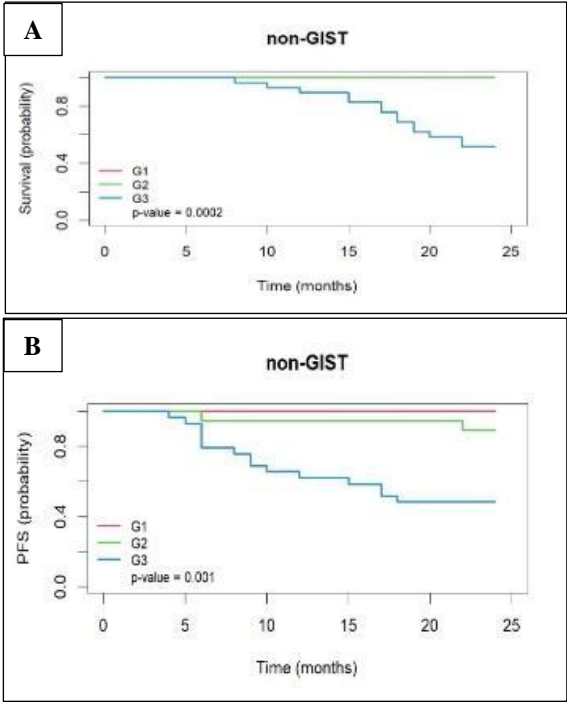 A
non-GIST
Survival (probability)
0.8
0.4
0.0
G1
G2
G3
p-value = 0.0002
0 5 10 15 20 25
Time (months)
B
non-GIST
PFS (probability)
0.8
0.4
0.0
G1
G2
G3
p-value = 0.001
0 5 10 15 20 25
Time (months)